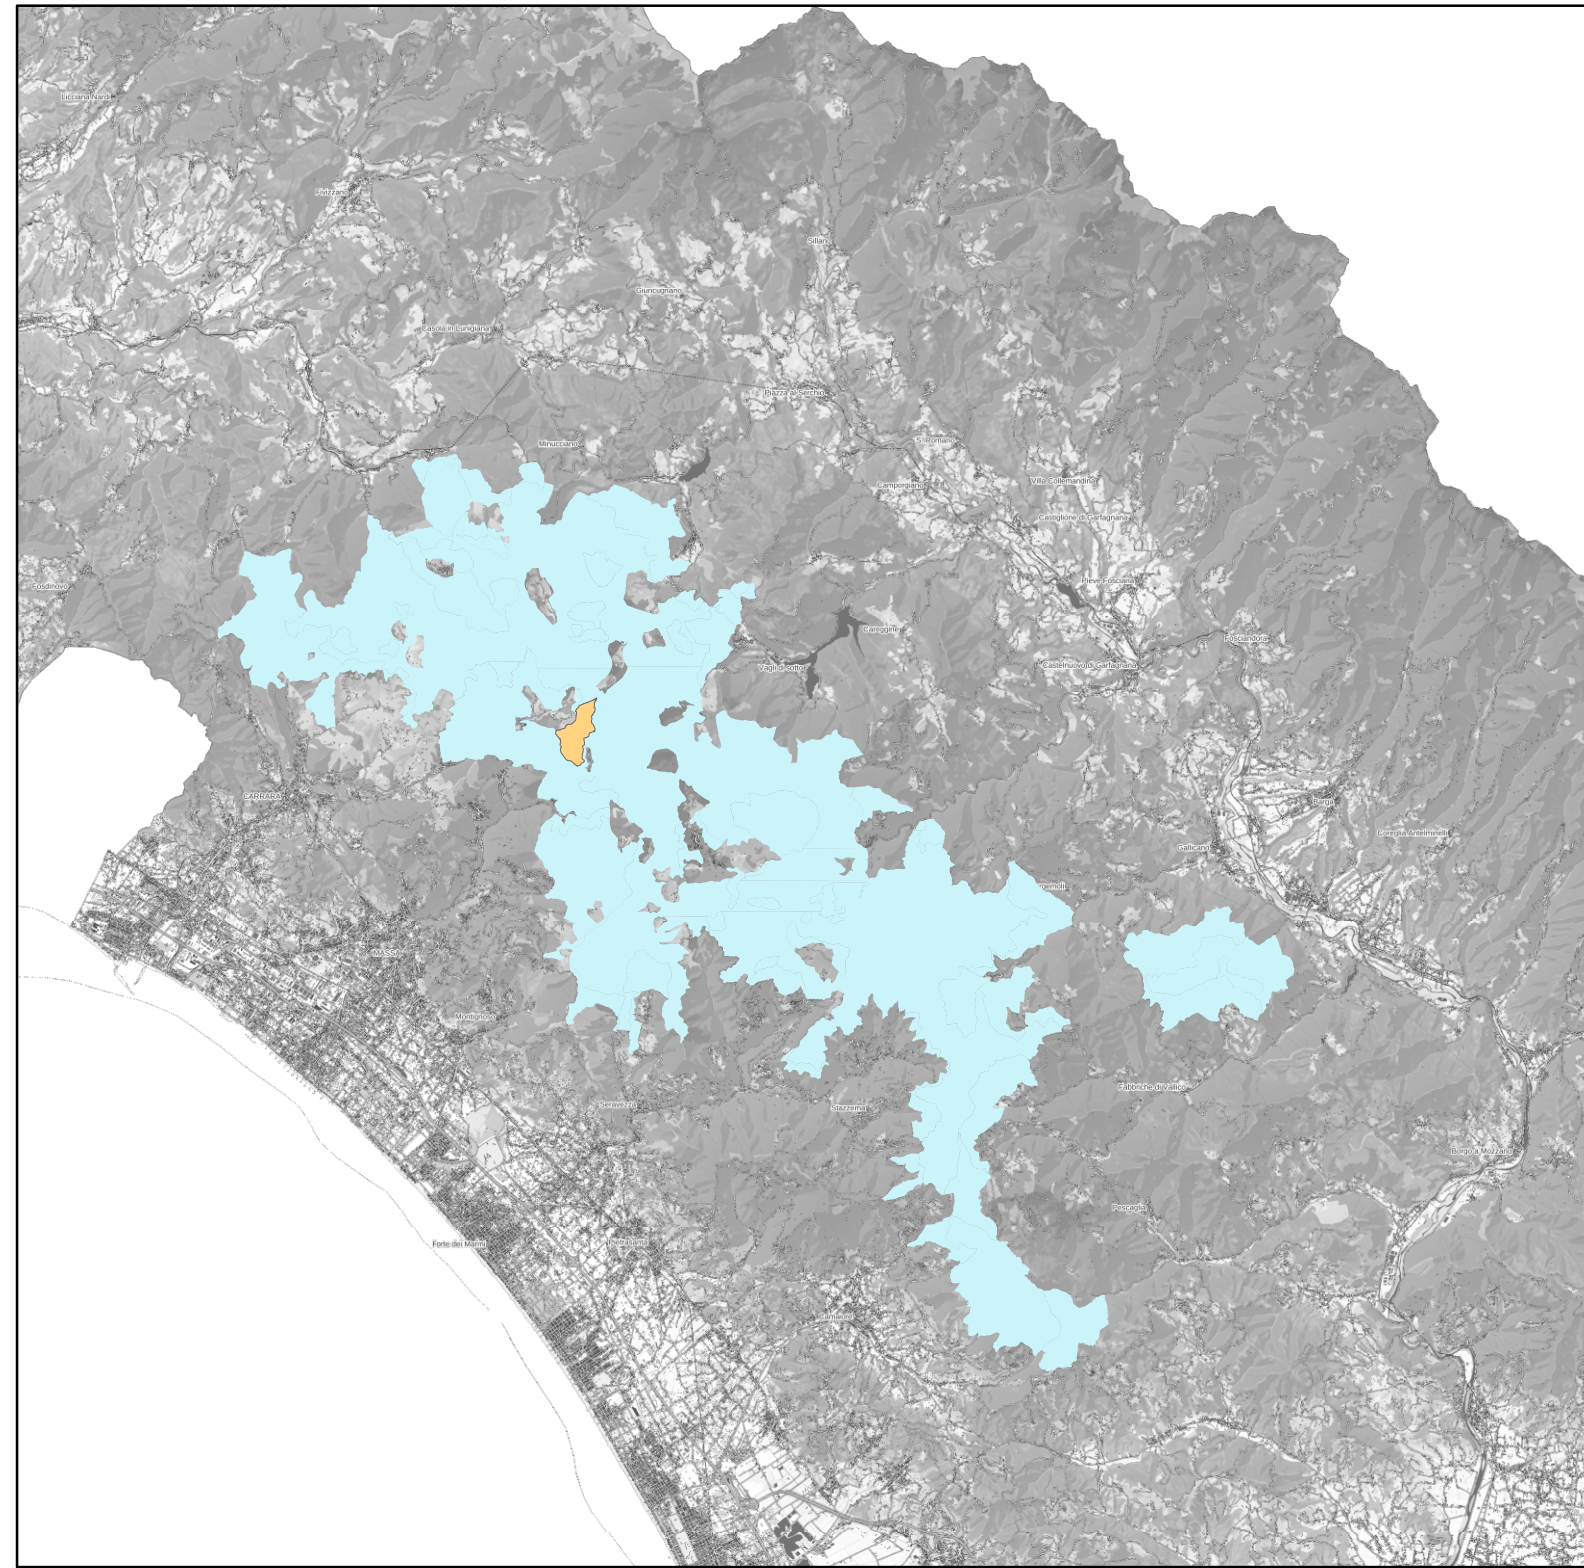 Licciana Nardi
Fivizzano
Sillano
Giuncugnano
Casola in Lunigiana
Piazza al Serchio
Minucciano
S. Romano
Camporgiano
Villa Collemandina
Castiglione di Garfagnana
Fosdinovo
Pieve Fosciana
Careggine
Fosciandora
Vagli di sotto
Castelnuovo di Garfagnana
CARRARA
Barga
Coreglia Antelminelli
Gallicano
rgemoli
MASSA
Montignoso
Fabbriche di Vallico
Seravezza
Stazzema
Borgo a Mozzano
Pescaglia
Forte dei Marmi
Pietrasanta
Camaiore